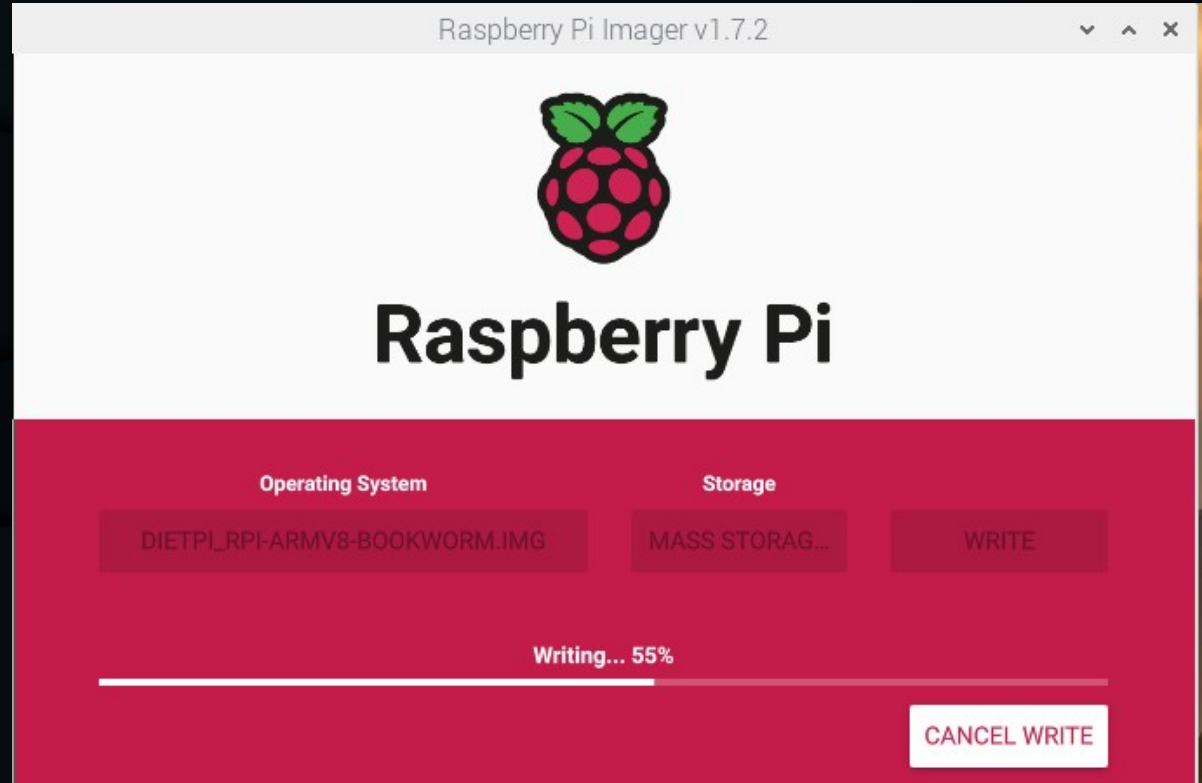 Raspberry Pi Imager v1.7.2
Raspberry Pi
Operating System Storage
DIETPI_RPI-ARMV8-BOOKWORM.IMG MASS STORAG... WRITE
Writing... 55%
CANCEL WRITE